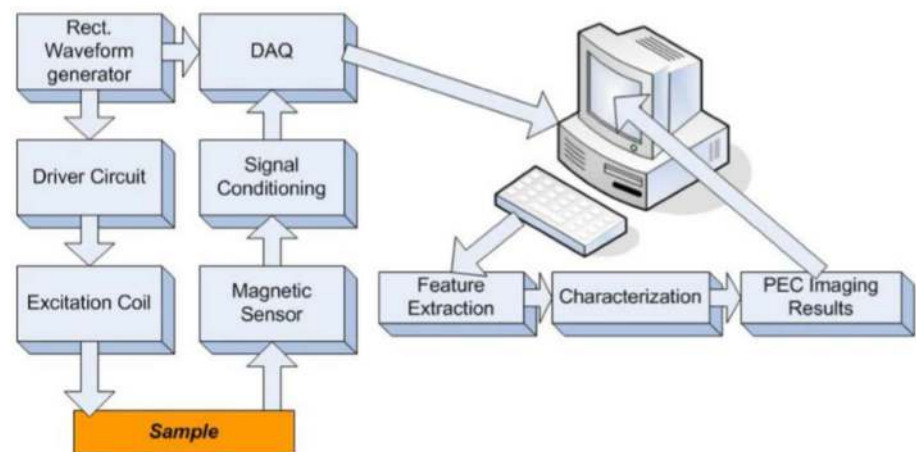 Rect.
Waveform
generator
DAQ
Driver Circuit
Signal
Conditioning
Excitation Coil
Magnetic
Sensor
Feature
Extraction
Characterization
PEC Imaging
Results
Sample